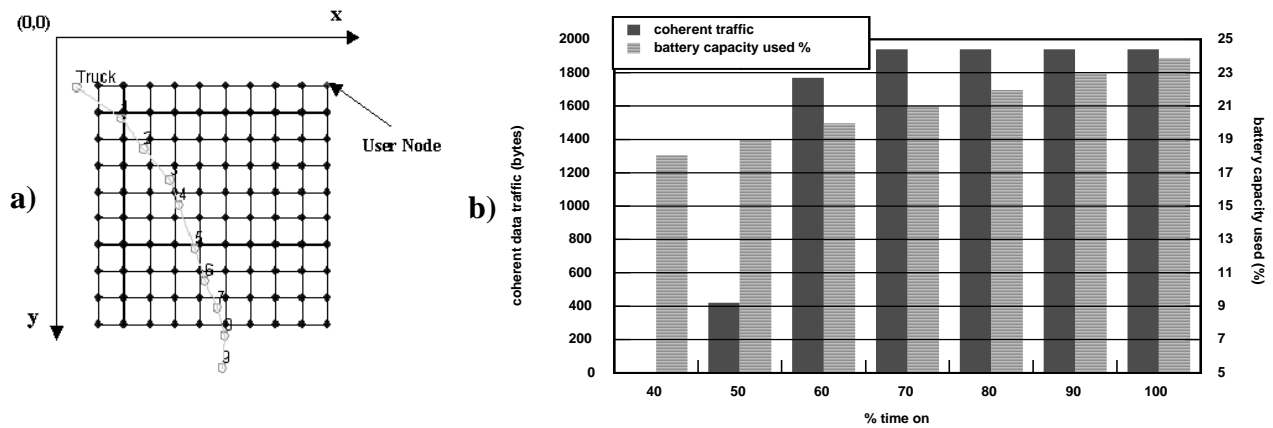 (0,0)
x
Truck
1
2
3
4
5
6
7
8
9
User Node
y
a)
b)
coherent traffic
battery capacity used %
coherent data traffic (bytes)
2000
1800
1600
1400
1200
1000
800
600
400
200
0
25
23
21
19
17
15
13
11
9
7
5
battery capacity used (%)
40 50 60 70 80 90 100
% time on